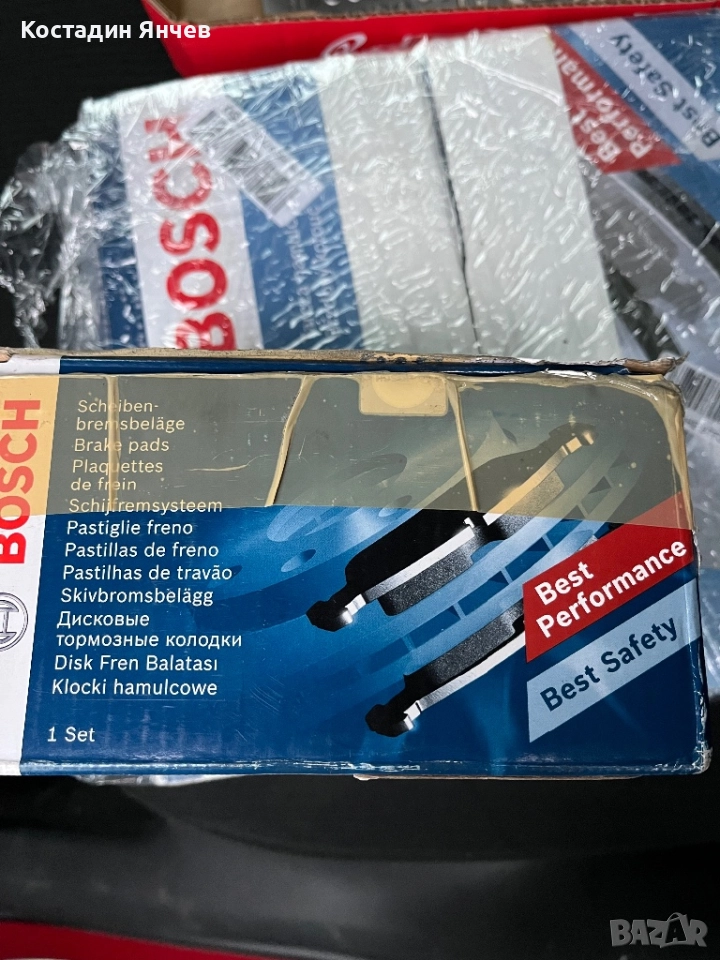 Костадин Янчев
BOSCH
Best
Performan
Best Safety
BOSCH
Scheiben-
bremsbeläge
Brake pads
Plaquettes
de frein
Schijfremsysteem
Pastiglie freno
Pastillas de freno
Pastilhas de travão
Skivbromsbelägg
Дисковые
тормозные колодки
Disk Fren Balatası
Klocki hamulcowe
1 Set
Best
Performance
Best Safety
BAZAR